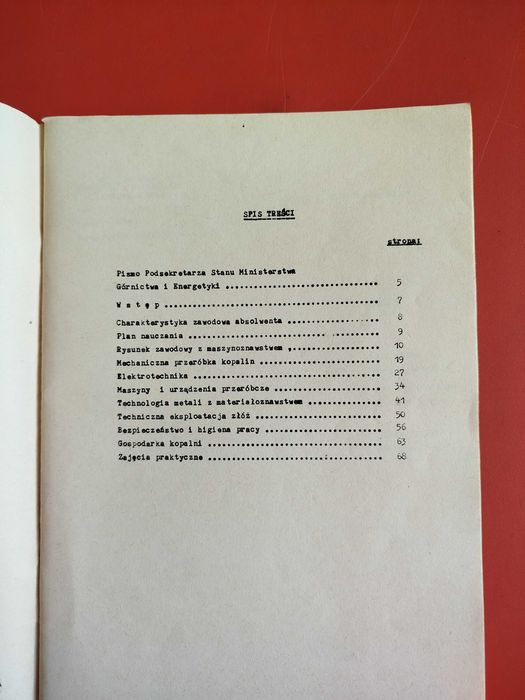 SPIS TREŚCI
strona:
Pismo Podsekretarza Stanu Ministerstwa
Górnictwa i Energetyki ........................................ 5
W s t ę p ........................................ 7
Charakterystyka zawodowa absolwenta ........................ 8
Plan nauczania ........................................ 9
Rysunek zawodowy z maszynoznawstwem ........................ 10
Mechaniczna przeróbka kopalin ........................ 19
Elektrotechnika ........................................ 27
Maszyny i urządzenia przeróbcze ........................ 34
Technologia metali z materiałoznawstwem .................... 41
Techniczna eksploatacja złóż ........................ 50
Bezpieczeństwo i higiena pracy ........................ 56
Gospodarka kopalni ........................................ 63
Zajęcia praktyczne ........................................ 68